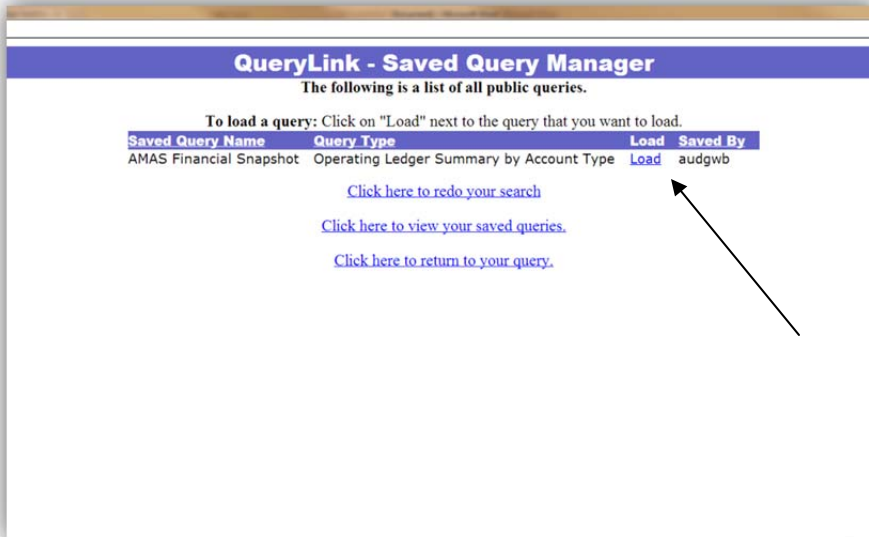 QueryLink - Saved Query Manager
The following is a list of all public queries.
To load a query: Click on "Load" next to the query that you want to load.
Saved Query Name Query Type Load Saved By
AMAS Financial Snapshot Operating Ledger Summary by Account Type Load audgwb
Click here to redo your search
Click here to view your saved queries.
Click here to return to your query.